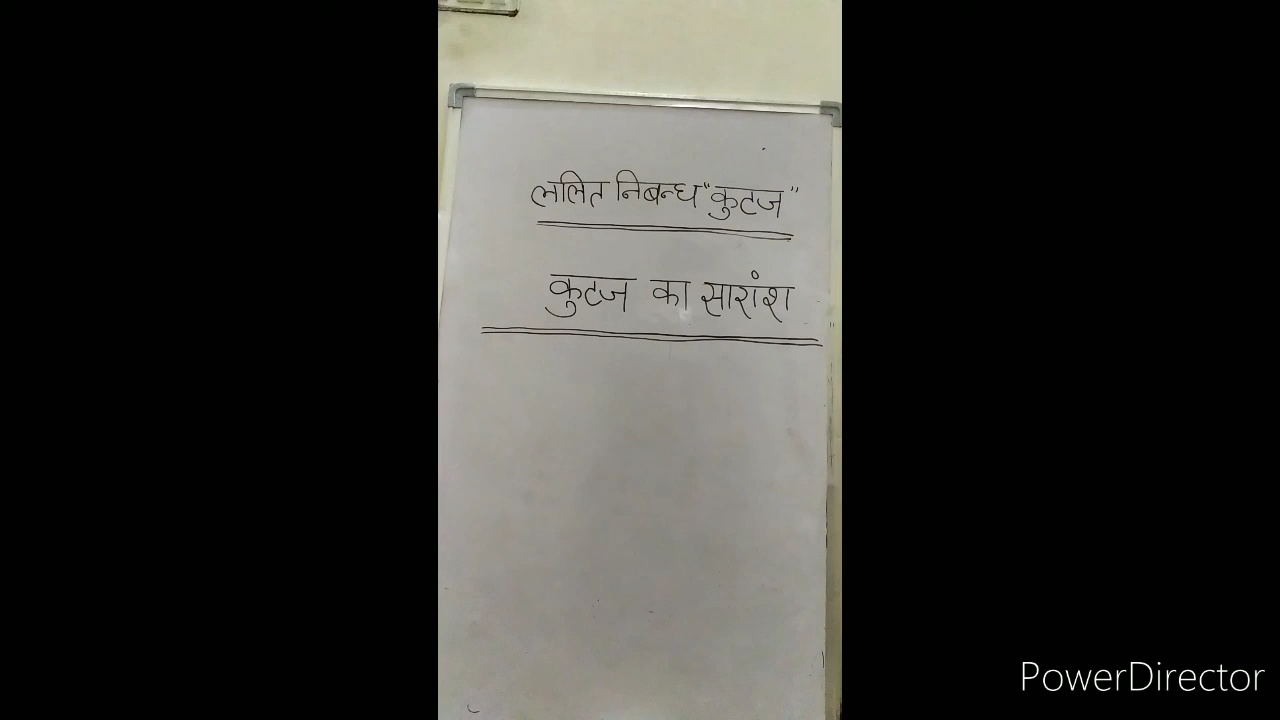 ललित निबन्ध "कुटज"
कुटज का सारांश
PowerDirector